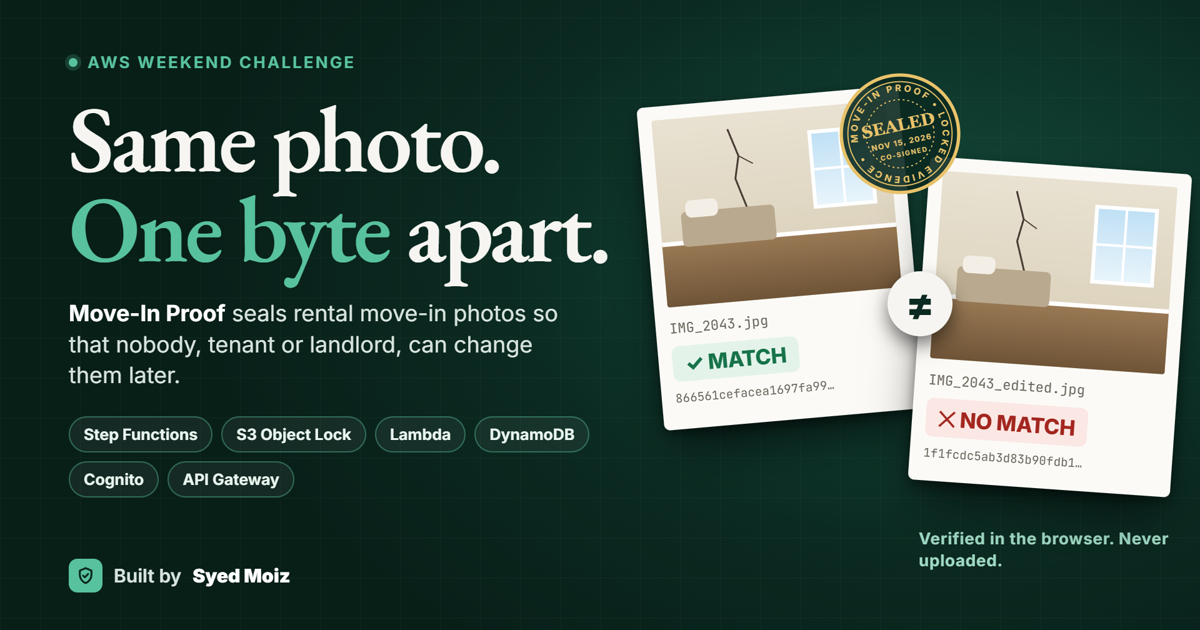 AWS WEEKEND CHALLENGE
Same photo.
One byte apart.
Move-In Proof seals rental move-in photos so
that nobody, tenant or landlord, can change
them later.
Step Functions
S3 Object Lock
Lambda
DynamoDB
Cognito
API Gateway
Built by Syed Moiz
MOVE-IN PROOF • LOCKED EVIDENCE •
SEALED
NOV 15, 2026
CO-SIGNED
IMG_2043.jpg
✓ MATCH
866561cefacea1697fa99…
≠
IMG_2043_edited.jpg
✕ NO MATCH
1f1fcdc5ab3d83b90fdb1…
Verified in the browser. Never
uploaded.